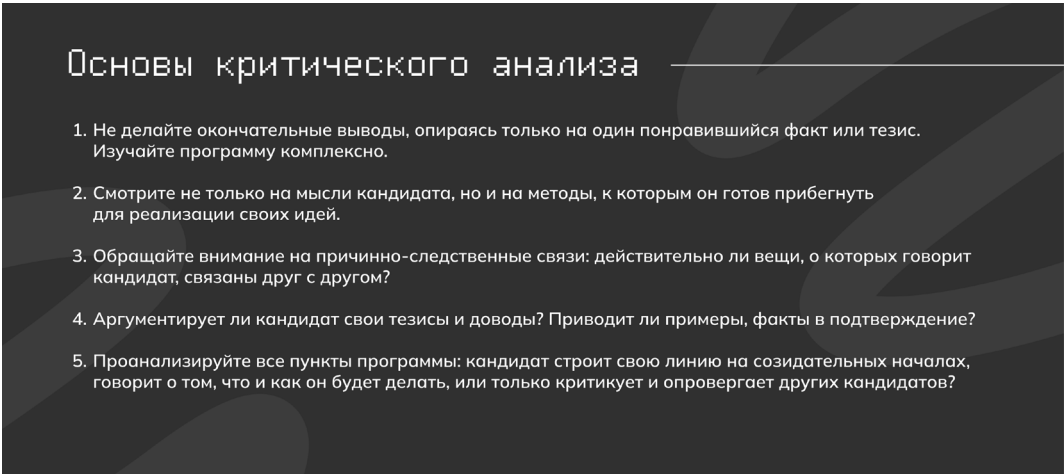 Основы критического анализа
1. Не делайте окончательные выводы, опираясь только на один понравившийся факт или тезис.
Изучайте программу комплексно.
2. Смотрите не только на мысли кандидата, но и на методы, к которым он готов прибегнуть
для реализации своих идей.
3. Обращайте внимание на причинно-следственные связи: действительно ли вещи, о которых говорит
кандидат, связаны друг с другом?
4. Аргументирует ли кандидат свои тезисы и доводы? Приводит ли примеры, факты в подтверждение?
5. Проанализируйте все пункты программы: кандидат строит свою линию на созидательных началах,
говорит о том, что и как он будет делать, или только критикует и опровергает других кандидатов?